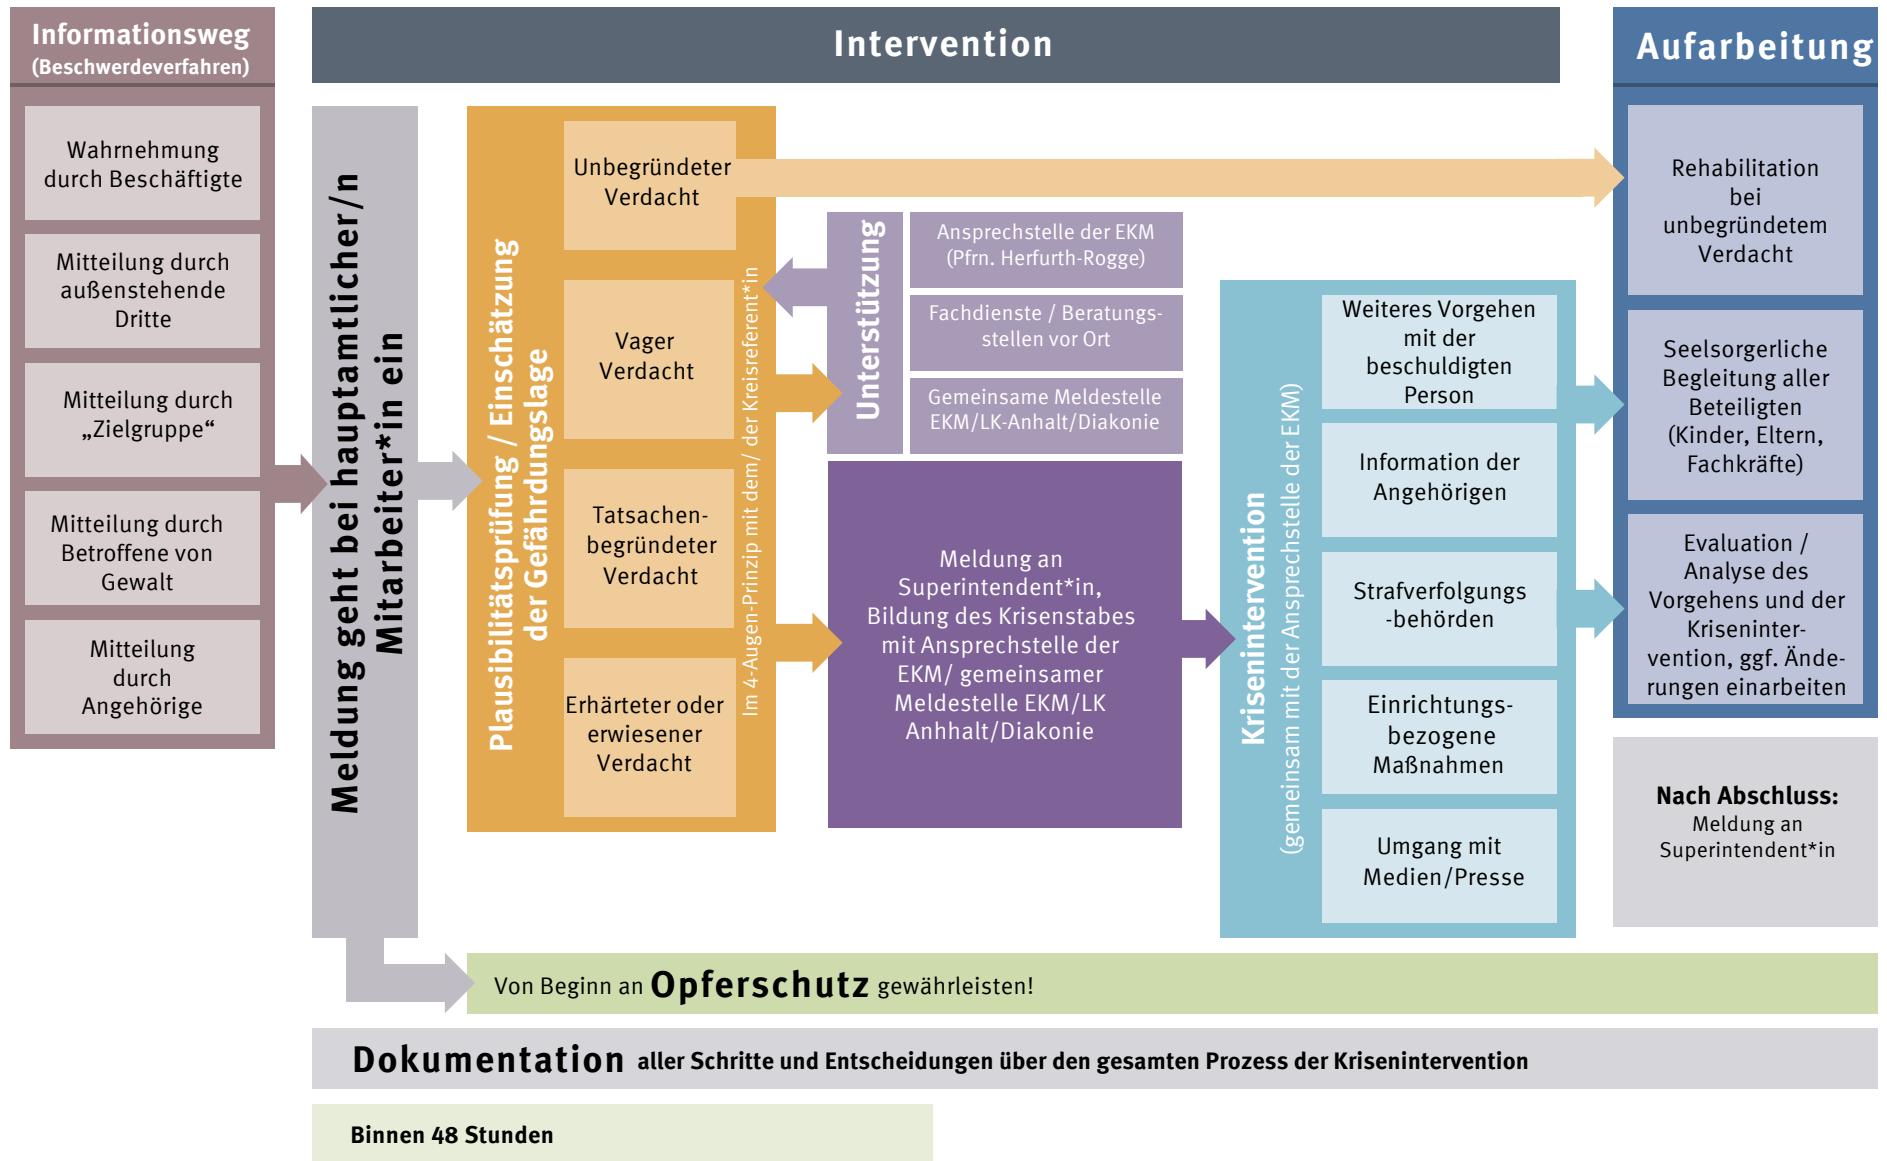 Informationsweg
(Beschwerdeverfahren)
Wahrnehmung
durch Beschäftigte
Mitteilung durch
außenstehende
Dritte
Mitteilung durch
„Zielgruppe“
Mitteilung durch
Betroffene von
Gewalt
Mitteilung
durch
Angehörige
Intervention
Meldung geht bei hauptamtlicher/n
Mitarbeiter*in ein
Plausibilitätsprüfung / Einschätzung
der Gefährdungslage
Unbegründeter
Verdacht
Vager
Verdacht
Tatsachen-
begründeter
Verdacht
Erhärteter oder
erwiesener
Verdacht
Im 4-Augen-Prinzip mit dem/ der Kreisreferent*in
Unterstützung
Ansprechstelle der EKM
(Pfrn. Herfurth-Rogge)
Fachdienste / Beratungs-
stellen vor Ort
Gemeinsame Meldestelle
EKM/LK-Anhalt/Diakonie
Meldung an
Superintendent*in,
Bildung des Krisenstabes
mit Ansprechstelle der
EKM/ gemeinsamer
Meldestelle EKM/LK
Anhhalt/Diakonie
Krisenintervention
(gemeinsam mit der Ansprechstelle der EKM)
Weiteres Vorgehen
mit der
beschuldigten
Person
Information der
Angehörigen
Strafverfolgungs
-behörden
Einrichtungs-
bezogene
Maßnahmen
Umgang mit
Medien/Presse
Aufarbeitung
Rehabilitation
bei
unbegründetem
Verdacht
Seelsorgerliche
Begleitung aller
Beteiligten
(Kinder, Eltern,
Fachkräfte)
Evaluation /
Analyse des
Vorgehens und der
Kriseninter-
vention, ggf. Ände-
rungen einarbeiten
Nach Abschluss:
Meldung an
Superintendent*in
Von Beginn an Opferschutz gewährleisten!
Dokumentation aller Schritte und Entscheidungen über den gesamten Prozess der Krisenintervention
Binnen 48 Stunden